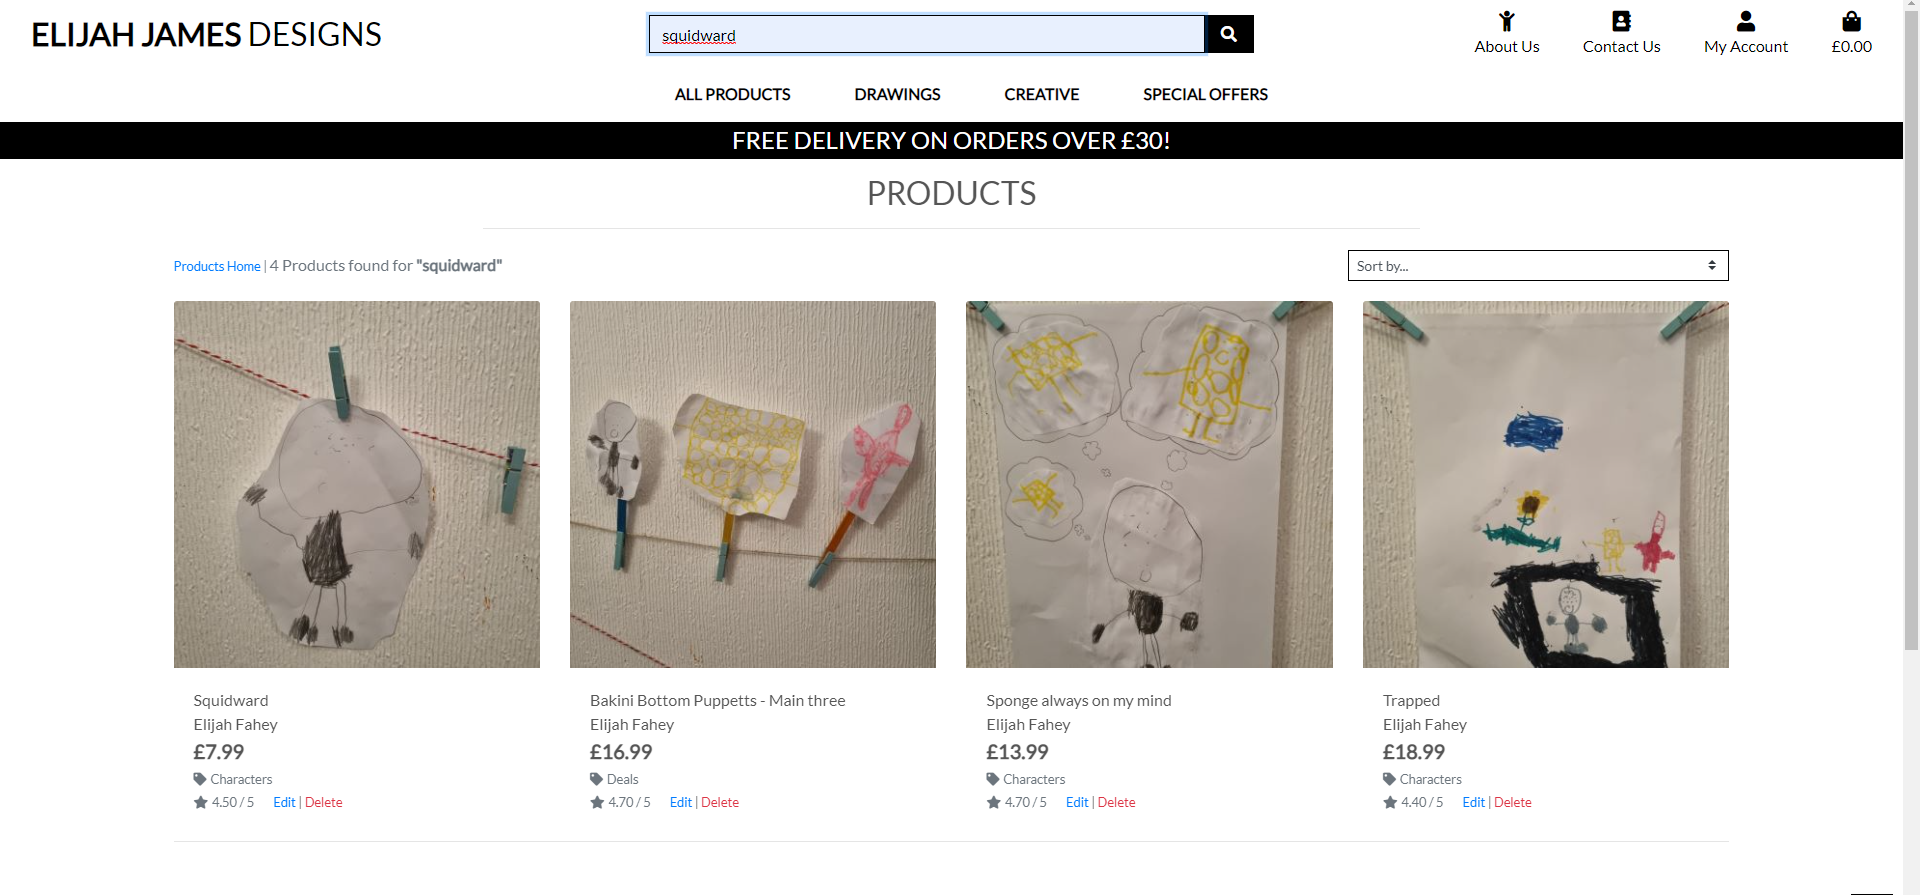 ELIJAH JAMES DESIGNS
squidward
About Us
Contact Us
My Account
£0.00
ALL PRODUCTS
DRAWINGS
CREATIVE
SPECIAL OFFERS
FREE DELIVERY ON ORDERS OVER £30!
PRODUCTS
Products Home | 4 Products found for "squidward"
Sort by...
Squidward
Elijah Fahey
£7.99
Characters
4.50 / 5 Edit | Delete
Bakini Bottom Puppetts - Main three
Elijah Fahey
£16.99
Deals
4.70 / 5 Edit | Delete
Sponge always on my mind
Elijah Fahey
£13.99
Characters
4.70 / 5 Edit | Delete
Trapped
Elijah Fahey
£18.99
Characters
4.40 / 5 Edit | Delete